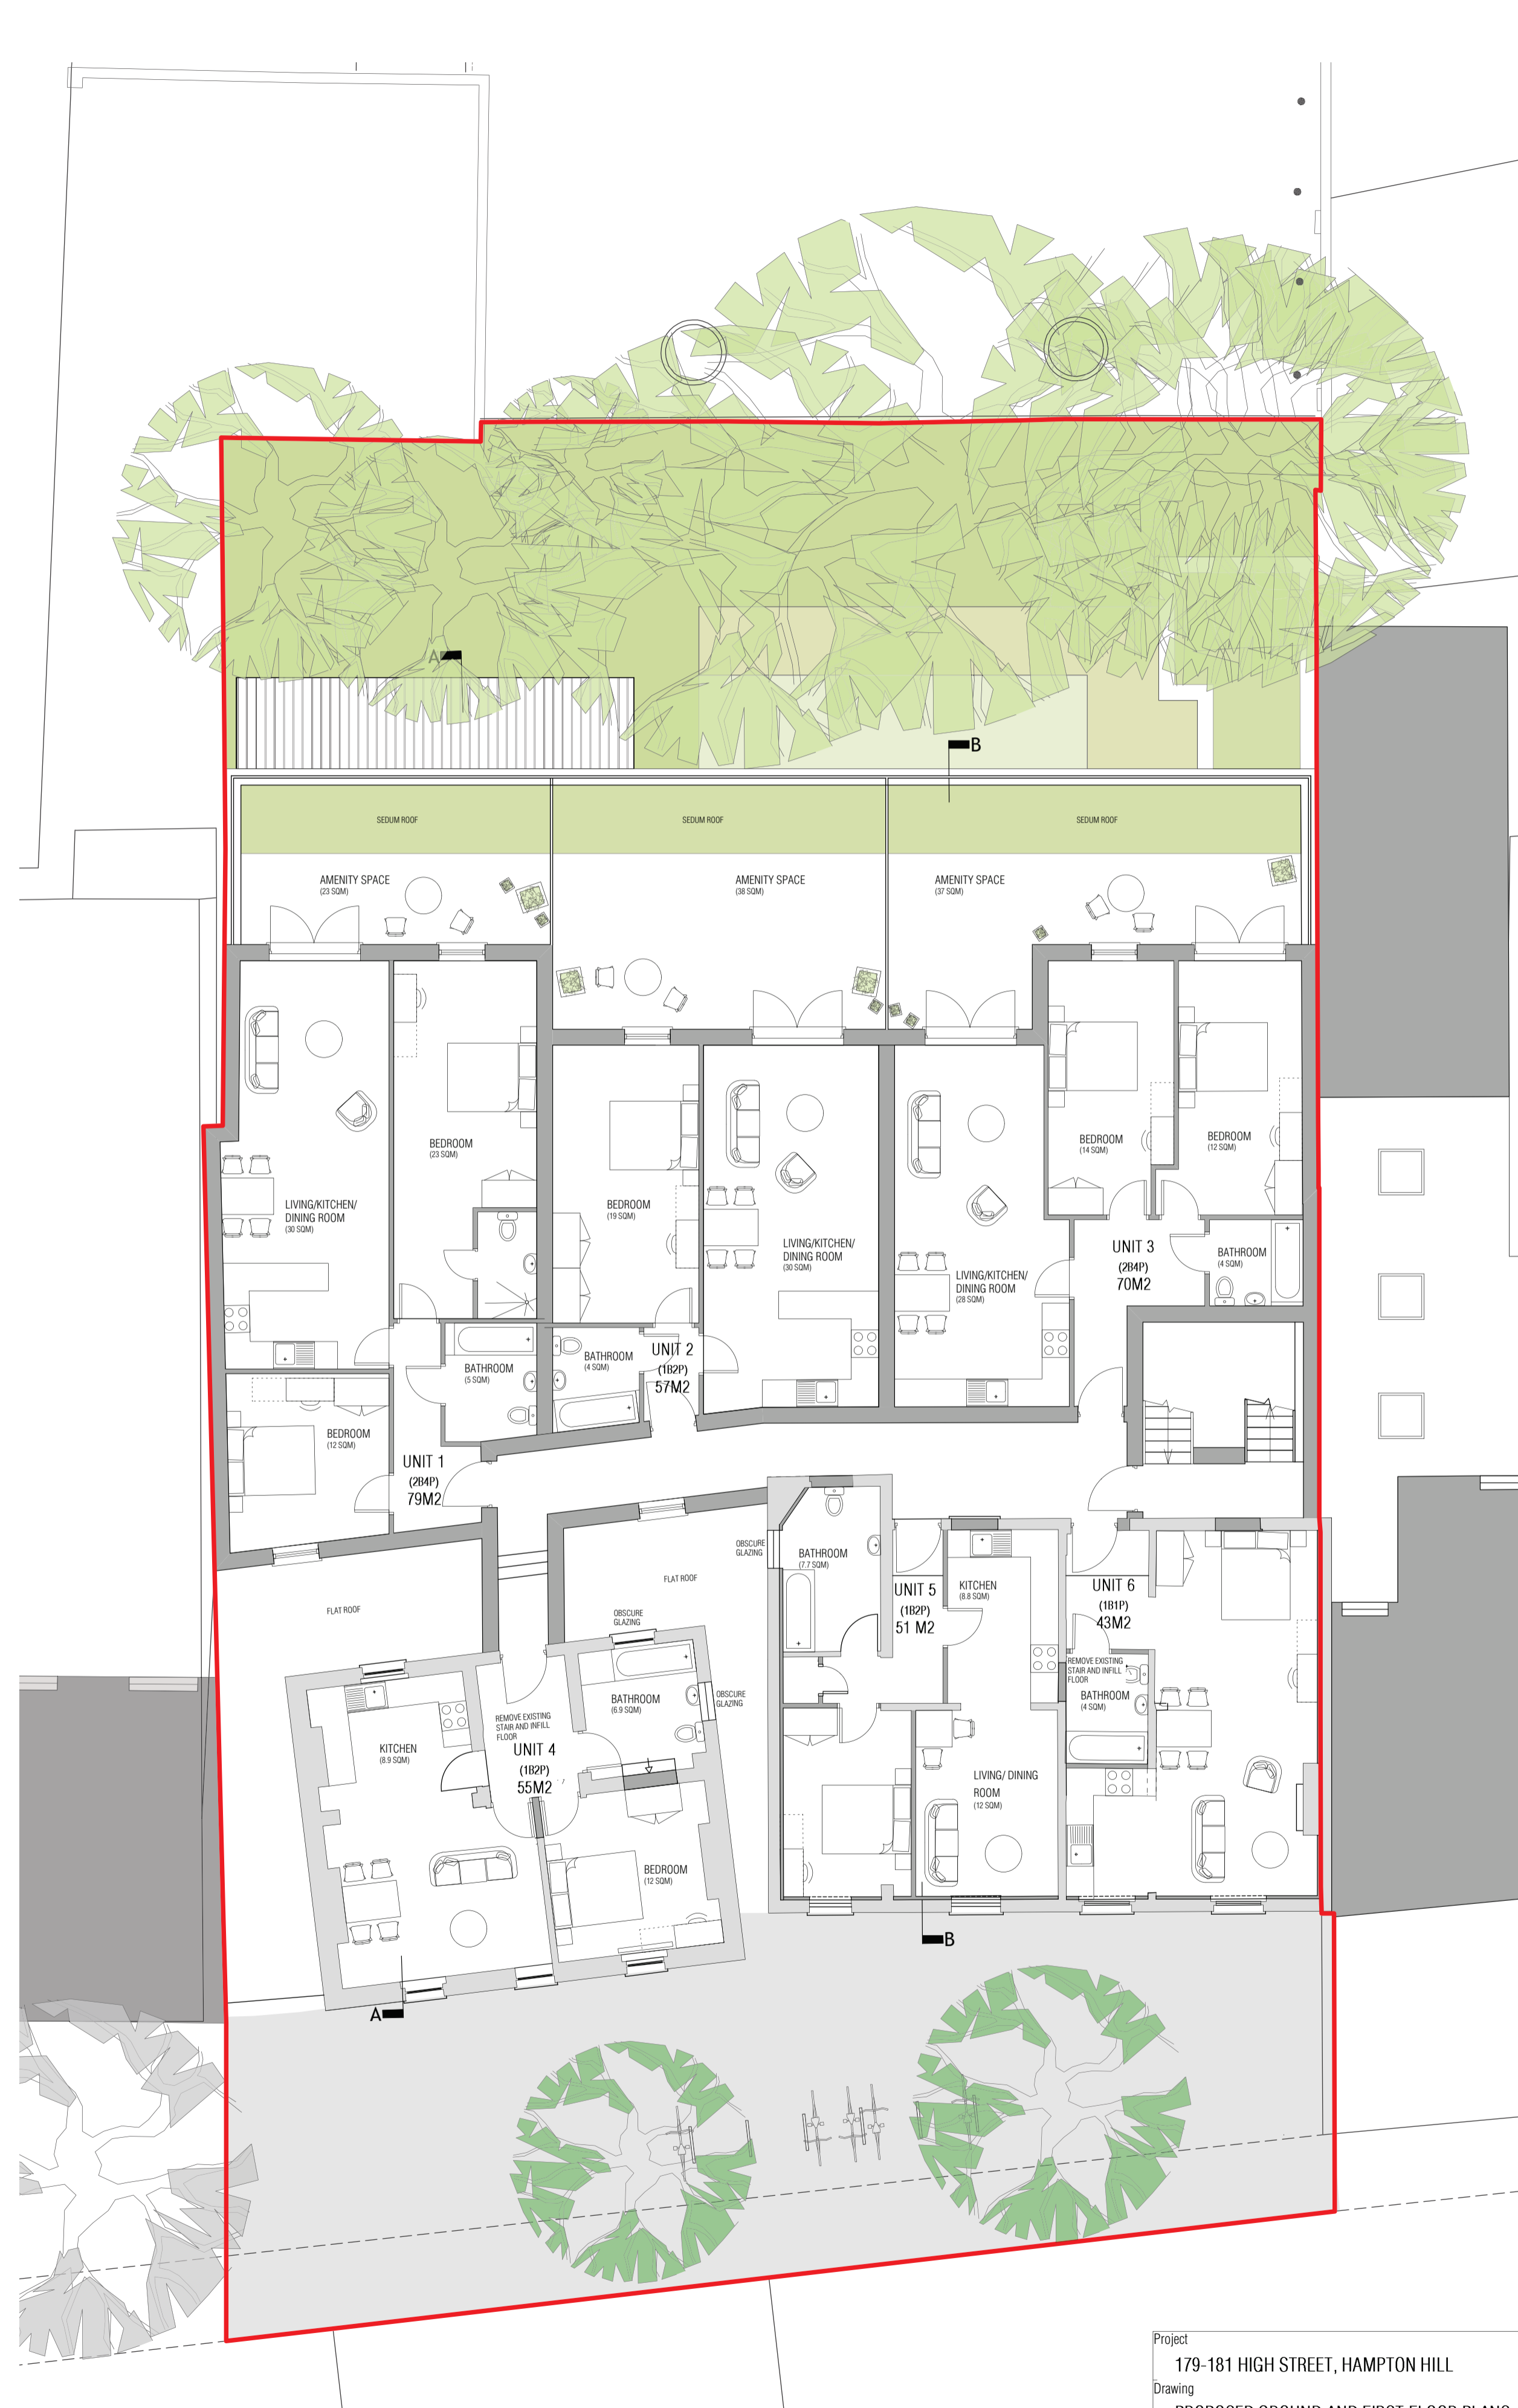 A
B
SEDUM ROOF
SEDUM ROOF
SEDUM ROOF
AMENITY SPACE
(23 SQM)
AMENITY SPACE
(38 SQM)
AMENITY SPACE
(37 SQM)
BEDROOM
(23 SQM)
BEDROOM
(14 SQM)
BEDROOM
(12 SQM)
LIVING/KITCHEN/
DINING ROOM
(30 SQM)
BEDROOM
(19 SQM)
LIVING/KITCHEN/
DINING ROOM
(30 SQM)
LIVING/KITCHEN/
DINING ROOM
(28 SQM)
UNIT 3
(2B4P)
70M2
BATHROOM
(4 SQM)
BATHROOM
(5 SQM)
BATHROOM
(4 SQM)
UNIT 2
(1B2P)
57M2
BEDROOM
(12 SQM)
UNIT 1
(2B4P)
79M2
OBSCURE
GLAZING
BATHROOM
(7.7 SQM)
UNIT 5
(1B2P)
51 M2
KITCHEN
(8.8 SQM)
UNIT 6
(1B1P)
43M2
FLAT ROOF
FLAT ROOF
OBSCURE
GLAZING
REMOVE EXISTING
STAIR AND INFILL
FLOOR
BATHROOM
(4 SQM)
BATHROOM
(6.9 SQM)
OBSCURE
GLAZING
REMOVE EXISTING
STAIR AND INFILL
FLOOR
KITCHEN
(8.9 SQM)
UNIT 4
(1B2P)
55M2
LIVING/ DINING
ROOM
(12 SQM)
BEDROOM
(12 SQM)
B
A
Project
179-181 HIGH STREET, HAMPTON HILL
Drawing
PROPOSED GROUND AND FIRST FLOOR PLANS